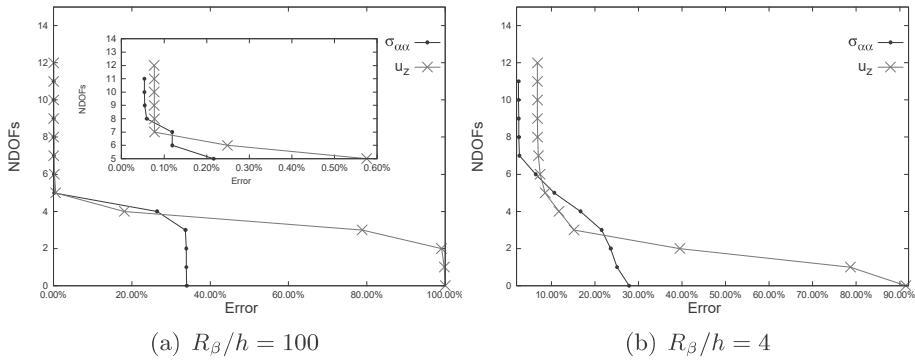 NDOFs
14
12
10
8
6
4
2
0
0.00% 20.00% 40.00% 60.00% 80.00% 100.00%
Error
σαα
uz
NDOFs
14
13
12
11
10
9
8
7
6
5
0.00% 0.10% 0.20% 0.30% 0.40% 0.50% 0.60%
Error
(a) Rβ/h = 100
NDOFs
14
12
10
8
6
4
2
0
10.00% 20.00% 30.00% 40.00% 50.00% 60.00% 70.00% 80.00% 90.00%
Error
σαα
uz
(b) Rβ/h = 4